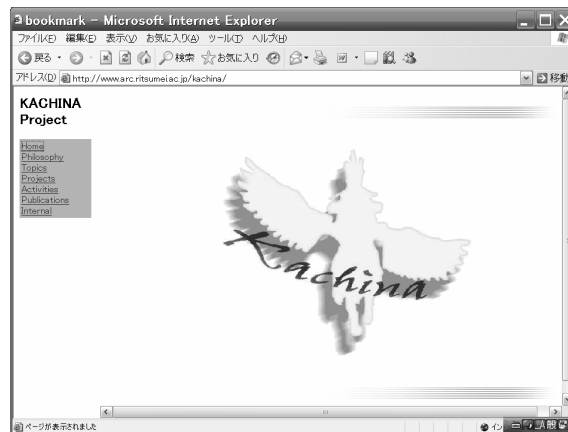 bookmark - Microsoft Internet Explorer
ファイル(F) 編集(E) 表示(V) お気に入り(A) ツール(T) ヘルプ(H)
戻る 検索 お気に入り
アドレス(D) http://www.arc.ritsumei.ac.jp/kachina/ 移動
KACHINA
Project
Home
Philosophy
Topics
Projects
Activities
Publications
Internal
Kachina
ページが表示されました イン A 般